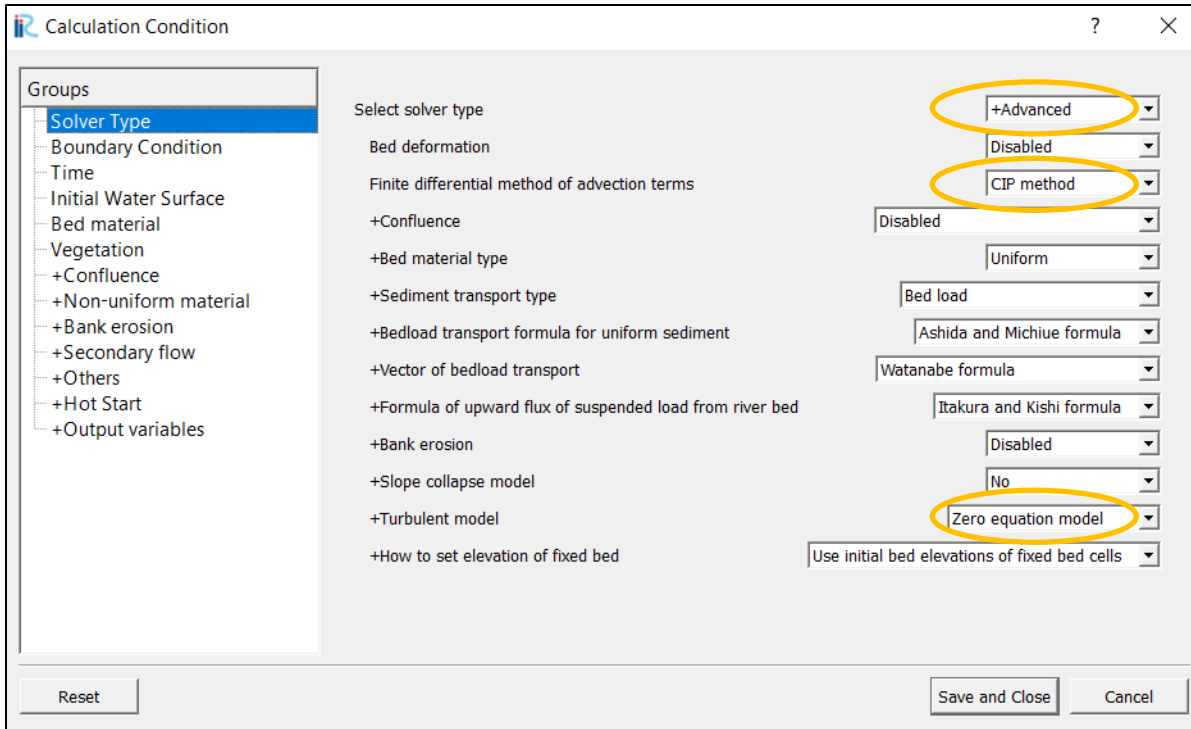 iRIC Calculation Condition ?
Groups
Solver Type
Boundary Condition
Time
Initial Water Surface
Bed material
Vegetation
+Confluence
+Non-uniform material
+Bank erosion
+Secondary flow
+Others
+Hot Start
+Output variables
Select solver type +Advanced
Bed deformation Disabled
Finite differential method of advection terms CIP method
+Confluence Disabled
+Bed material type Uniform
+Sediment transport type Bed load
+Bedload transport formula for uniform sediment Ashida and Michiue formula
+Vector of bedload transport Watanabe formula
+Formula of upward flux of suspended load from river bed Itakura and Kishi formula
+Bank erosion Disabled
+Slope collapse model No
+Turbulent model Zero equation model
+How to set elevation of fixed bed Use initial bed elevations of fixed bed cells
Reset Save and Close Cancel